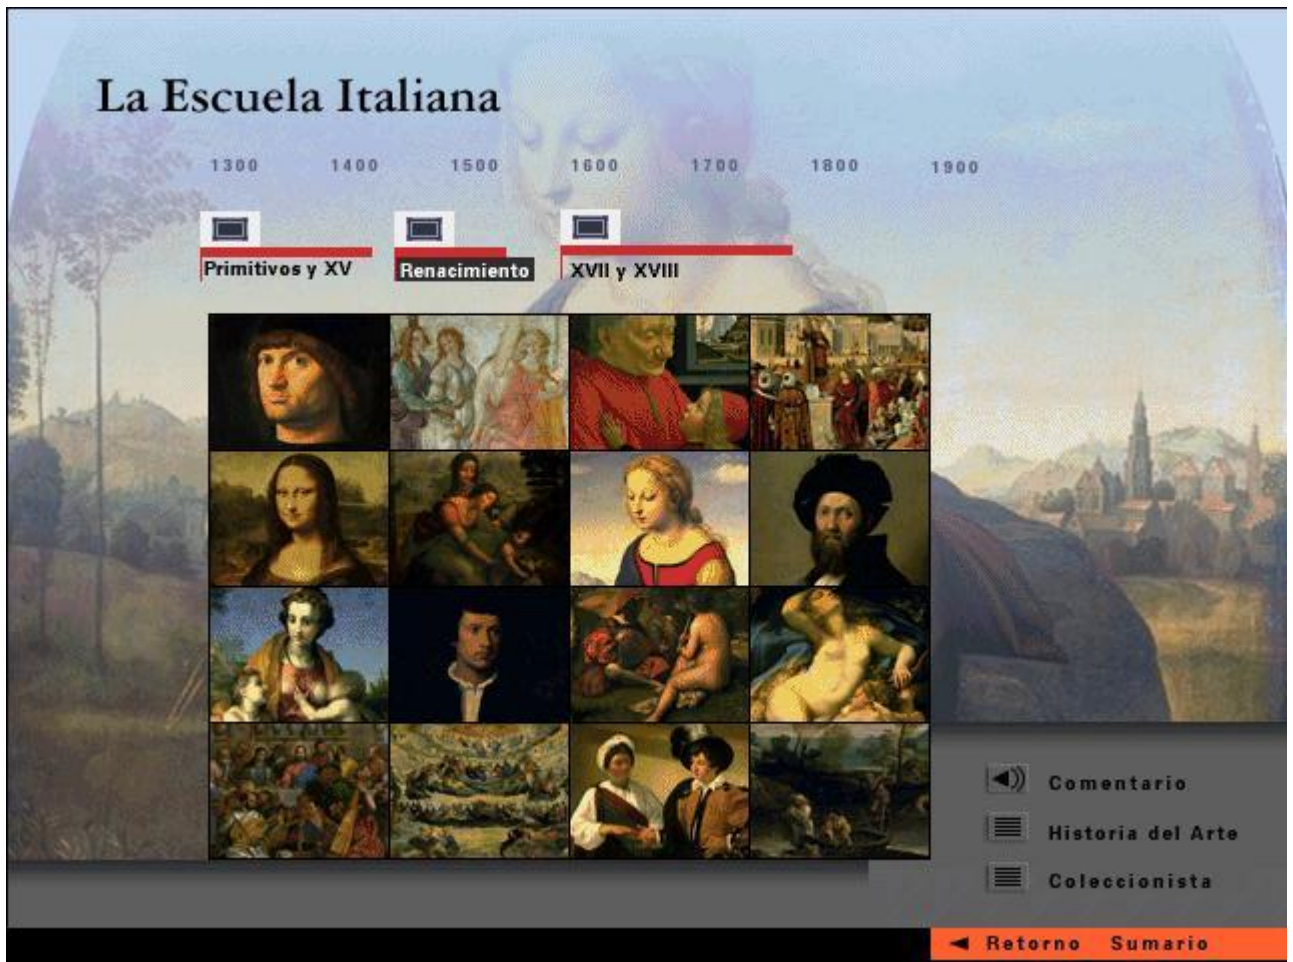 La Escuela Italiana
1300 1400 1500 1600 1700 1800 1900
Primitivos y XV Renacimiento XVII y XVIII
Comentario
Historia del Arte
Coleccionista
Retorno Sumario